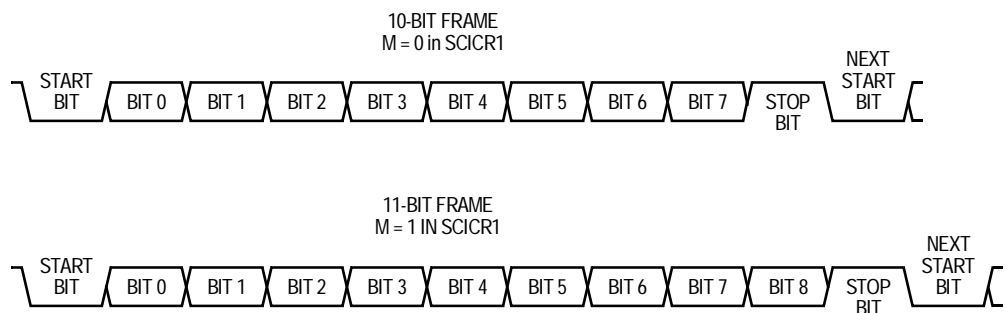 10-BIT FRAME
M = 0 in SCICR1
START BIT
BIT 0
BIT 1
BIT 2
BIT 3
BIT 4
BIT 5
BIT 6
BIT 7
STOP BIT
NEXT START BIT
11-BIT FRAME
M = 1 IN SCICR1
START BIT
BIT 0
BIT 1
BIT 2
BIT 3
BIT 4
BIT 5
BIT 6
BIT 7
BIT 8
STOP BIT
NEXT START BIT